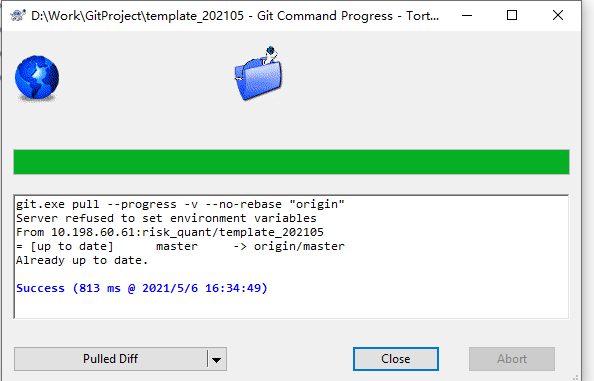 D:\Work\GitProject\template_202105 - Git Command Progress - Tort...
git.exe pull --progress -v --no-rebase "origin"
Server refused to set environment variables
From 10.198.60.61:risk_quant/template_202105
= [up to date]      master     -> origin/master
Already up to date.
Success (813 ms @ 2021/5/6 16:34:49)
Pulled Diff
Close
Abort